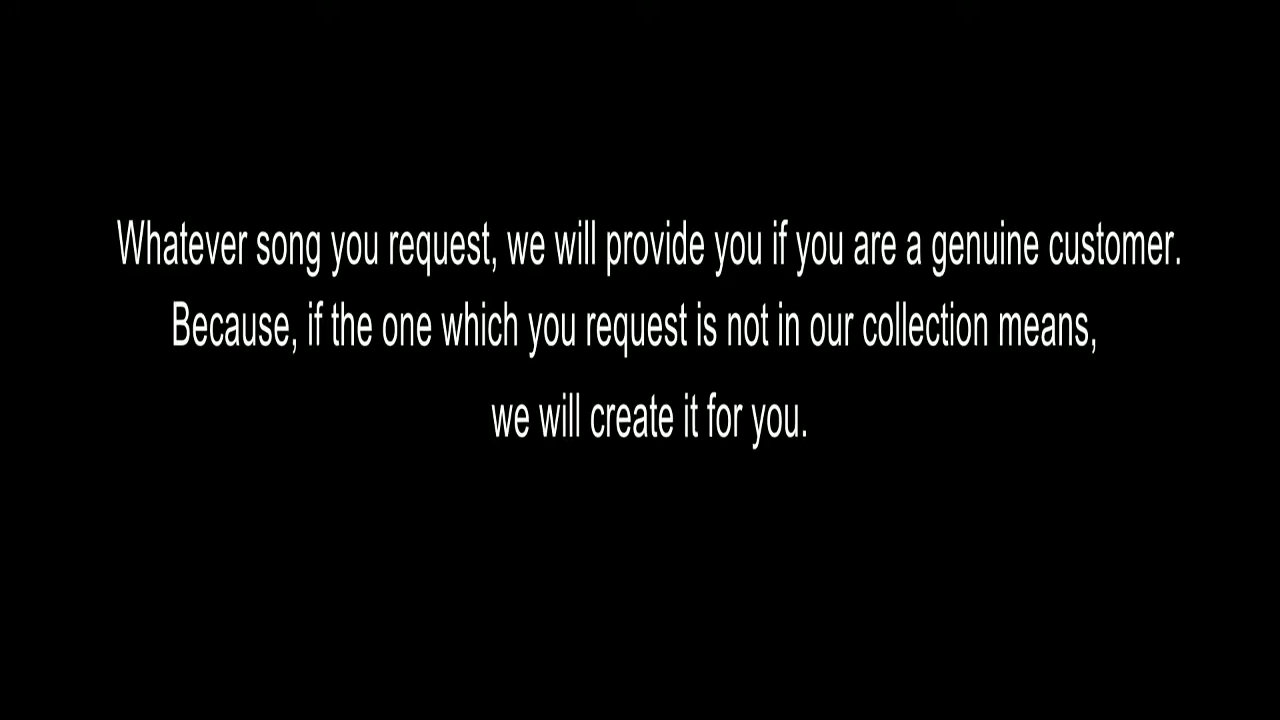 Whatever song you request, we will provide you if you are a genuine customer.
Because, if the one which you request is not in our collection means,
we will create it for you.